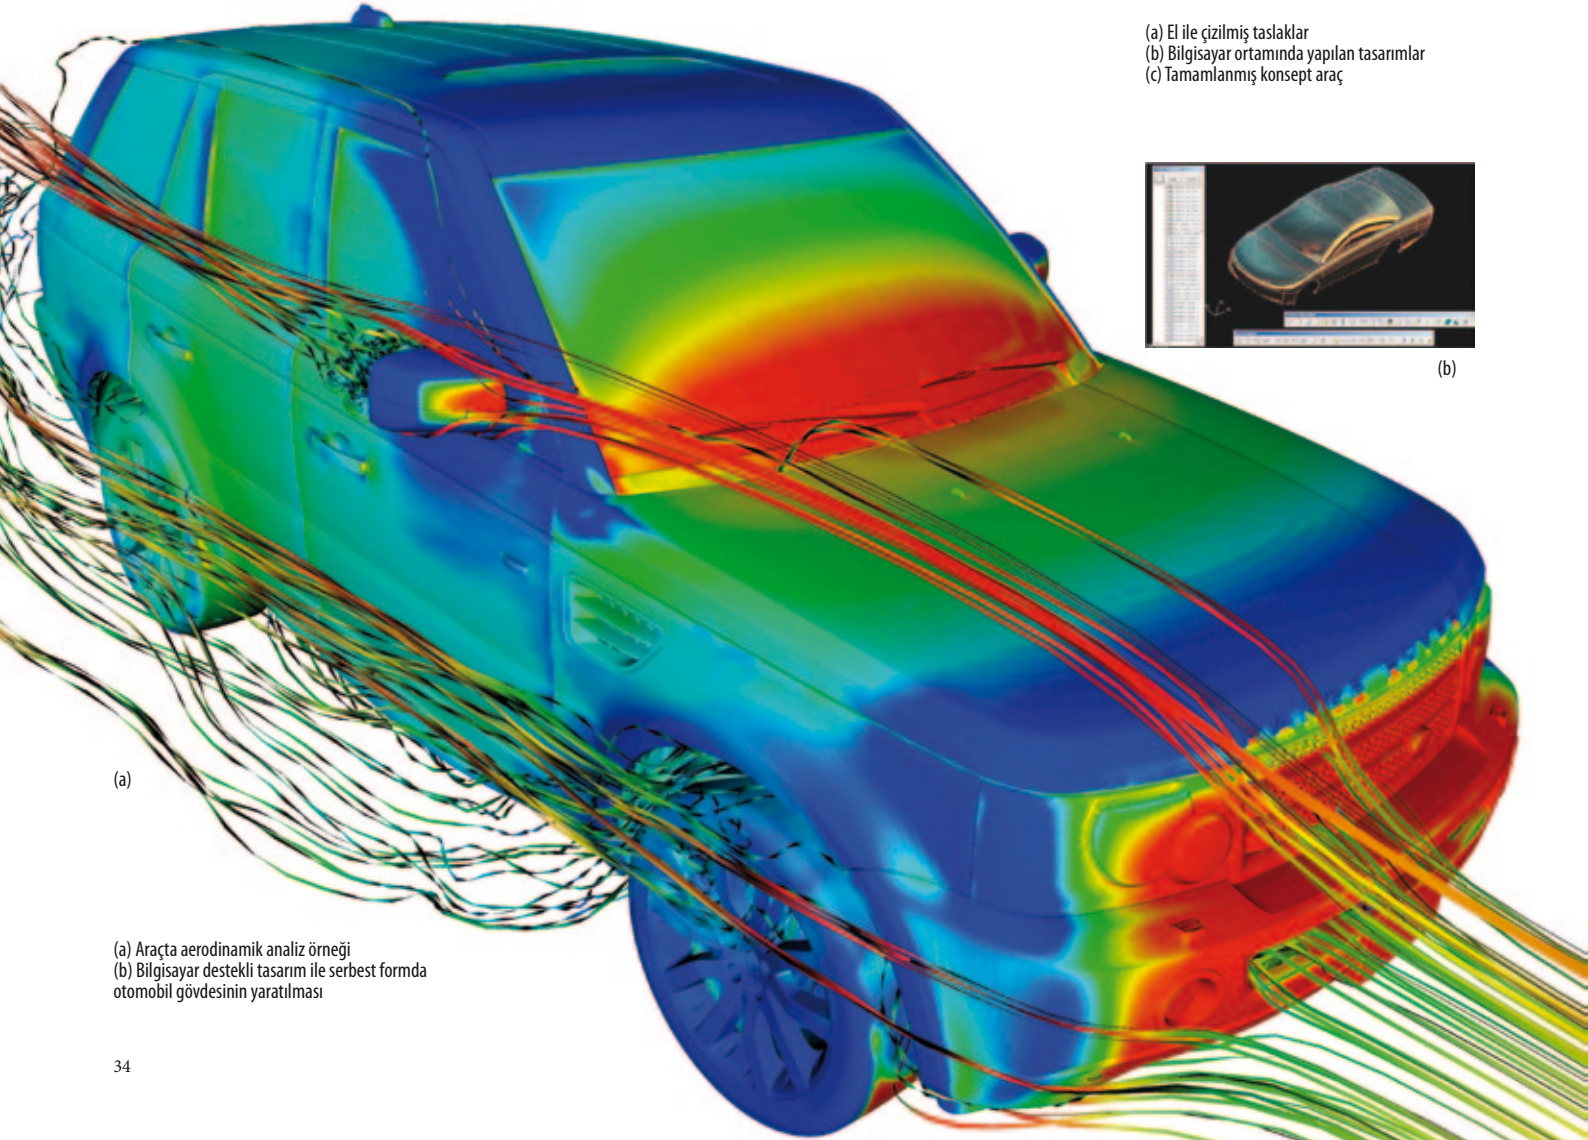 (a) El ile çizilmiş taslaklar
(b) Bilgisayar ortamında yapılan tasarımlar
(c) Tamamlanmış konsept araç
(b)
(a)
(a) Araçta aerodinamik analiz örneği
(b) Bilgisayar destekli tasarım ile serbest formda
otomobil gövdesinin yaratılması
34